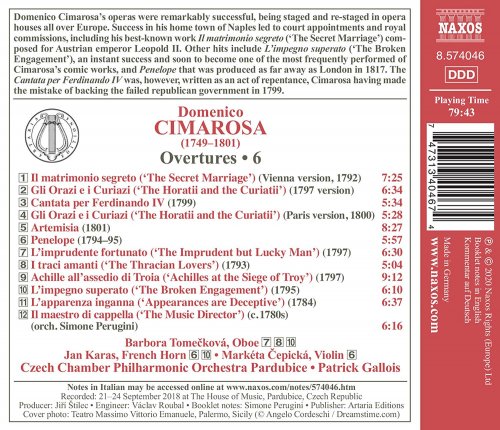 Domenico Cimarosa's operas were remarkably successful, being staged and re-staged in opera
houses all over Europe. Success in his home town of Naples led to court appointments and royal
commissions, including his best-known work Il matrimonio segreto ('The Secret Marriage') com-
posed for Austrian emperor Leopold II. Other hits include L'impegno superato ('The Broken
Engagement'), an instant success and soon to become one of the most frequently performed of
Cimarosa's comic works, and Penelope that was produced as far away as London in 1817. The
Cantata per Ferdinando IV was, however, written as an act of repentance, Cimarosa having made
the mistake of backing the failed republican government in 1799.
Domenico
CIMAROSA
(1749–1801)
Overtures • 6
1 Il matrimonio segreto ('The Secret Marriage') (Vienna version, 1792) 7:25
2 Gli Orazi e i Curiazi ('The Horatii and the Curiatii') (1797 version) 6:34
3 Cantata per Ferdinando IV (1799) 5:34
4 Gli Orazi e i Curiazi ('The Horatii and the Curiatii') (Paris version, 1800) 5:28
5 Artemisia (1801) 8:27
6 Penelope (1794–95) 5:57
7 L'imprudente fortunato ('The Imprudent but Lucky Man') (1797) 6:30
8 I traci amanti ('The Thracian Lovers') (1793) 5:04
9 Achille all'assedio di Troia ('Achilles at the Siege of Troy') (1797) 9:12
10 L'impegno superato ('The Broken Engagement') (1795) 6:10
11 L'apparenza inganna ('Appearances are Deceptive') (1784) 6:37
12 Il maestro di cappella ('The Music Director') (c.1780s)
(orch. Simone Perugini) 6:16
Barbora Tomečková, Oboe 7 8 10
Jan Karas, French Horn 6 10 • Markéta Čepická, Violin 6
Czech Chamber Philharmonic Orchestra Pardubice • Patrick Gallois
Notes in Italian may be accessed online at www.naxos.com/notes/574046.htm
Recorded: 21–24 September 2018 at The House of Music, Pardubice, Czech Republic
Producer: Jiří Štilec • Engineer: Václav Roubal • Booklet notes: Simone Perugini • Publisher: Artaria Editions
Cover photo: Teatro Massimo Vittorio Emanuele, Palermo, Sicily (© Angelo Cordeschi / Dreamstime.com)
NAXOS
8.574046
DDD
Playing Time
79:43
7 47313 40467 4
℗ & © 2020 Naxos Rights (Europe) Ltd
Booklet notes in English
Kommentar auf Deutsch
Made in Germany
www.naxos.com